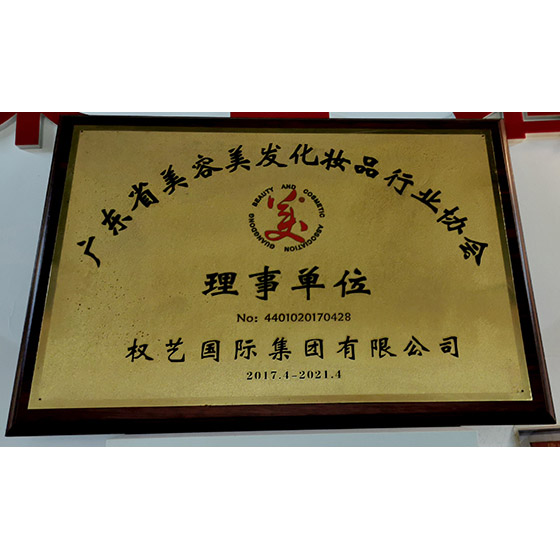 广东省美容美发化妆品行业协会
GUANGDONG BEAUTY AND COSMETIC ASSOCIATION
美
理事单位
No: 4401020170428
权艺国际集团有限公司
2017.4-2021.4